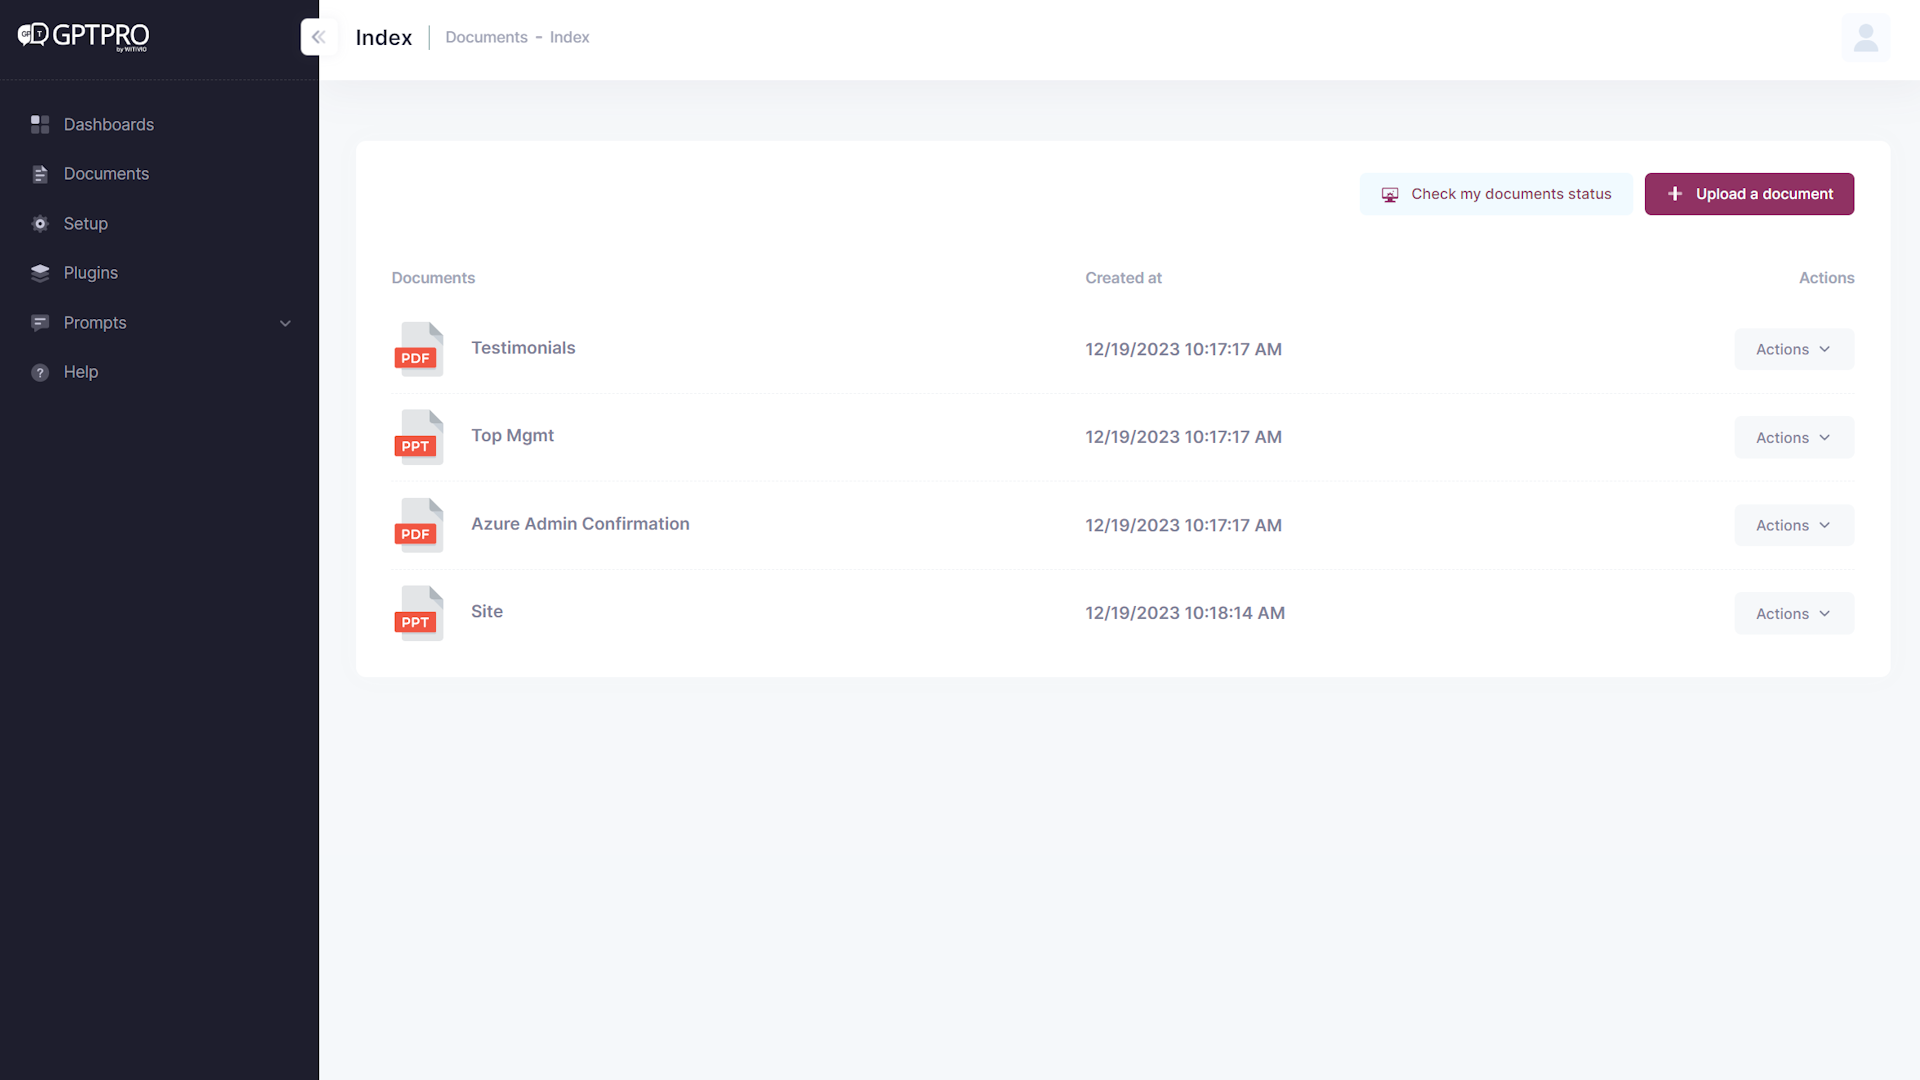 GPTPRO
by WITIVIO
Index
Documents - Index
Dashboards
Documents
Setup
Plugins
Prompts
Help
Check my documents status
Upload a document
Documents Created at Actions
PDF Testimonials 12/19/2023 10:17:17 AM Actions
PPT Top Mgmt 12/19/2023 10:17:17 AM Actions
PDF Azure Admin Confirmation 12/19/2023 10:17:17 AM Actions
PPT Site 12/19/2023 10:18:14 AM Actions